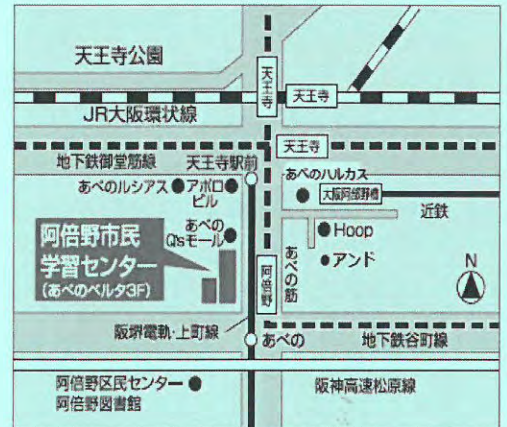 天王寺公園
天王寺
天王寺
JR大阪環状線
天王寺
地下鉄御堂筋線
天王寺駅前
あべのハルカス
あべのルシアス
アポロ
ビル
大阪阿部野橋
近鉄
あべの
Q'sモール
Hoop
アンド
阿倍野市民
学習センター
(あべのベルタ3F)
阿倍野
あべの筋
N
阪堺電軌・上町線
あべの
地下鉄谷町線
阿倍野区民センター
阿倍野図書館
阪神高速松原線